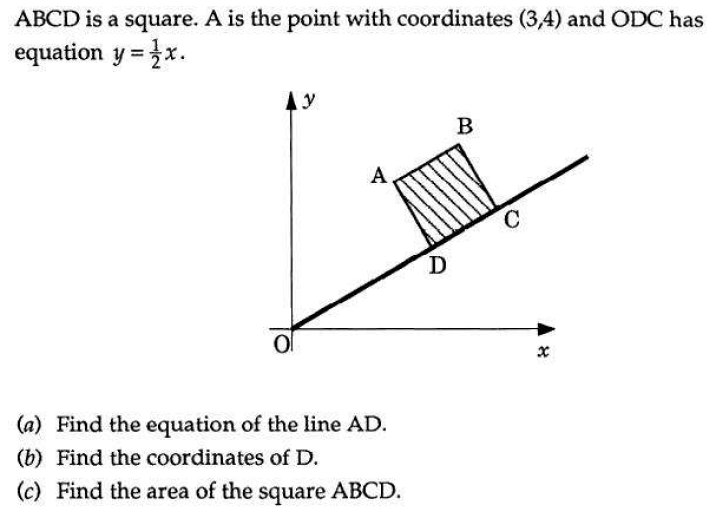 ABCD is a square. A is the point with coordinates (3,4) and ODC has
equation y = 1/2 x.
y
B
A
C
D
O
x
(a) Find the equation of the line AD.
(b) Find the coordinates of D.
(c) Find the area of the square ABCD.